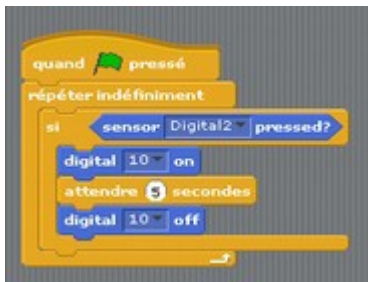 quand pressé
répéter indéfiniment
si sensor Digital2 pressed?
digital 10 on
attendre 5 secondes
digital 10 off